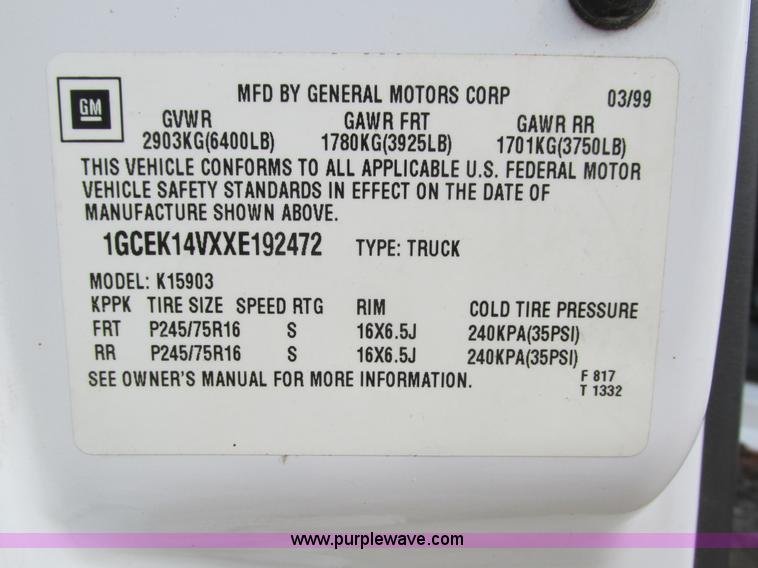 GM
MFD BY GENERAL MOTORS CORP 03/99
GVWR GAWR FRT GAWR RR
2903KG(6400LB) 1780KG(3925LB) 1701KG(3750LB)
THIS VEHICLE CONFORMS TO ALL APPLICABLE U.S. FEDERAL MOTOR
VEHICLE SAFETY STANDARDS IN EFFECT ON THE DATE OF
MANUFACTURE SHOWN ABOVE.
1GCEK14VXXE192472 TYPE: TRUCK
MODEL: K15903
KPPK TIRE SIZE SPEED RTG RIM COLD TIRE PRESSURE
FRT P245/75R16 S 16X6.5J 240KPA(35PSI)
RR P245/75R16 S 16X6.5J 240KPA(35PSI)
SEE OWNER'S MANUAL FOR MORE INFORMATION. F 817
T 1332
www.purplewave.com